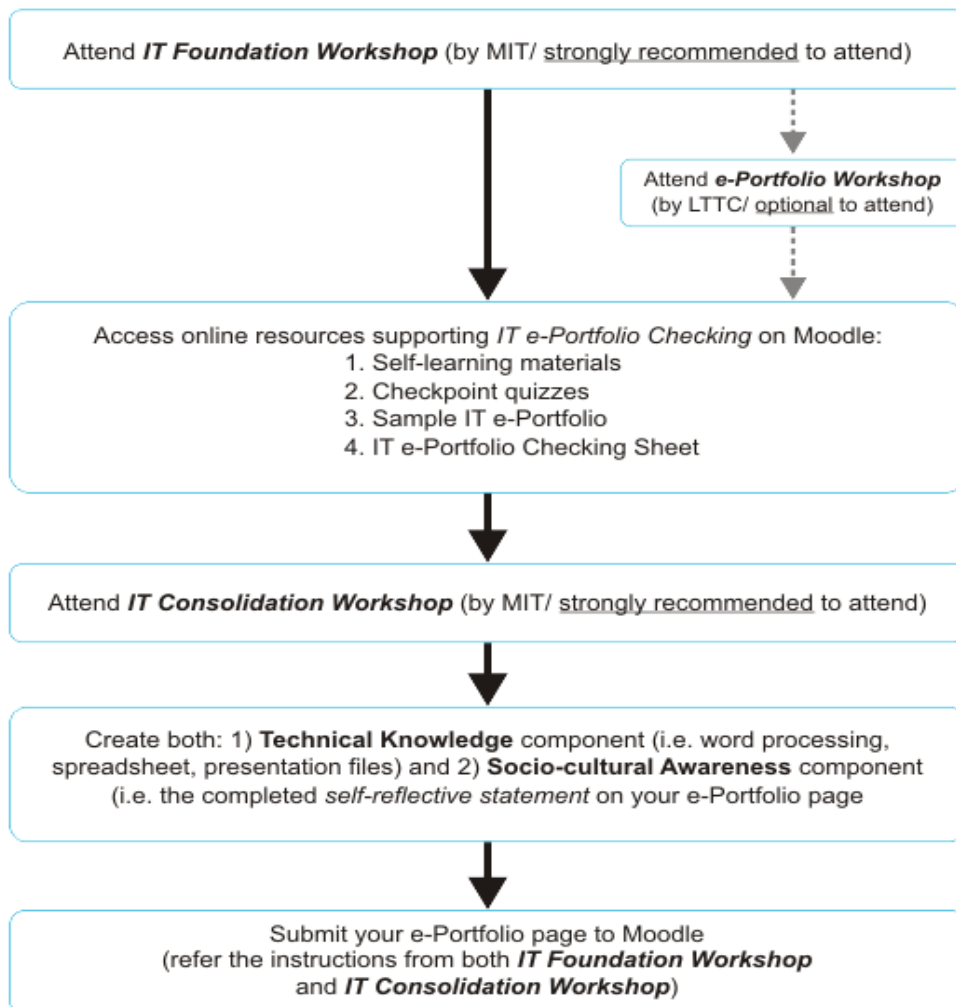 Attend IT Foundation Workshop (by MIT/ strongly recommended to attend)
Attend e-Portfolio Workshop
(by LTTC/ optional to attend)
Access online resources supporting IT e-Portfolio Checking on Moodle:
1. Self-learning materials
2. Checkpoint quizzes
3. Sample IT e-Portfolio
4. IT e-Portfolio Checking Sheet
Attend IT Consolidation Workshop (by MIT/ strongly recommended to attend)
Create both: 1) Technical Knowledge component (i.e. word processing,
spreadsheet, presentation files) and 2) Socio-cultural Awareness component
(i.e. the completed self-reflective statement on your e-Portfolio page
Submit your e-Portfolio page to Moodle
(refer the instructions from both IT Foundation Workshop
and IT Consolidation Workshop)